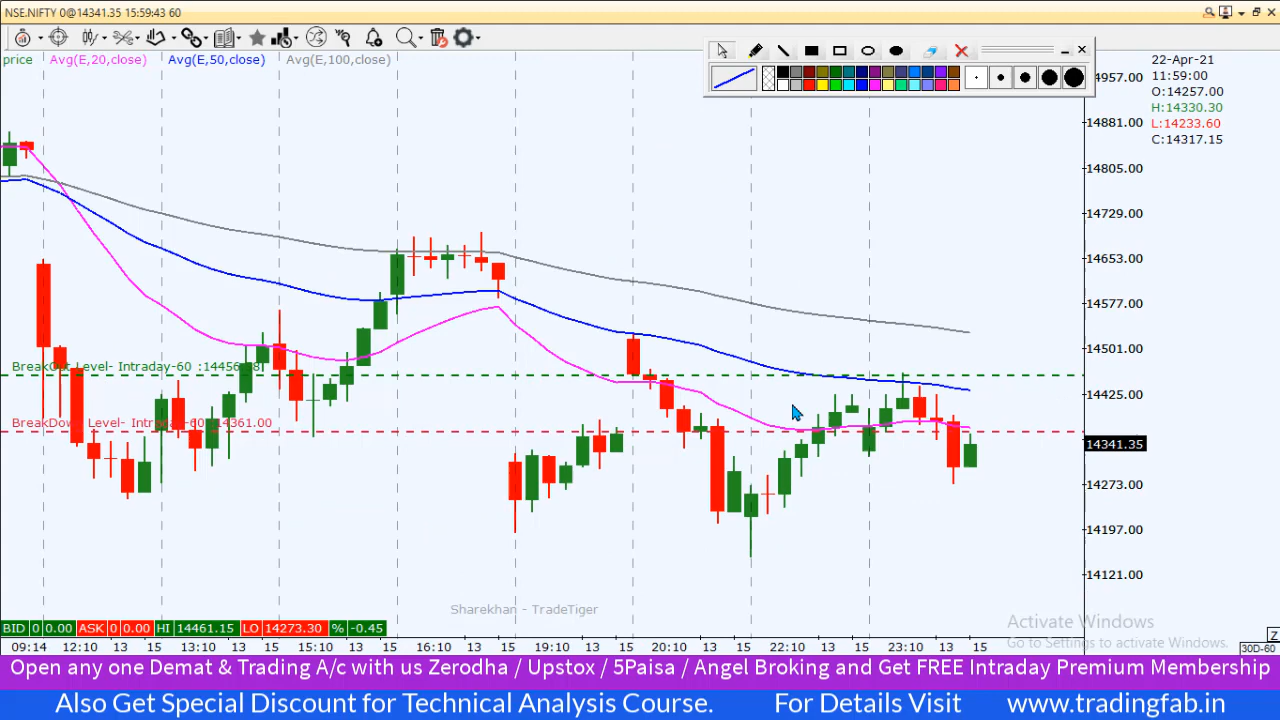 NSE.NIFTY 0@14341.35 15:59:43 60
price Avg(E,20,close) Avg(E,50,close) Avg(E,100,close)
22-Apr-21
11:59:00
O:14257.00
H:14330.30
L:14233.60
C:14317.15
14957.00
14881.00
14805.00
14729.00
14653.00
14577.00
14501.00
14425.00
14341.35
14273.00
14197.00
14121.00
BreakOut Level- Intraday-60 :14456.
BreakDown Level- Intraday-60 :14361.00
Sharekhan - TradeTiger
Activate Windows
Go to Settings to activate Windows.
BID 0 0.00 ASK 0 0.00 HI 14461.15 LO 14273.30 % -0.45
Z
09:14 12:10 13 15 13:10 13 15 15:10 13 15 16:10 13 15 19:10 13 15 20:10 13 15 22:10 13 15 23:10 13 15 30D-60
Open any one Demat & Trading A/c with us Zerodha / Upstox / 5Paisa / Angel Broking and Get FREE Intraday Premium Membership
Also Get Special Discount for Technical Analysis Course. For Details Visit www.tradingfab.in